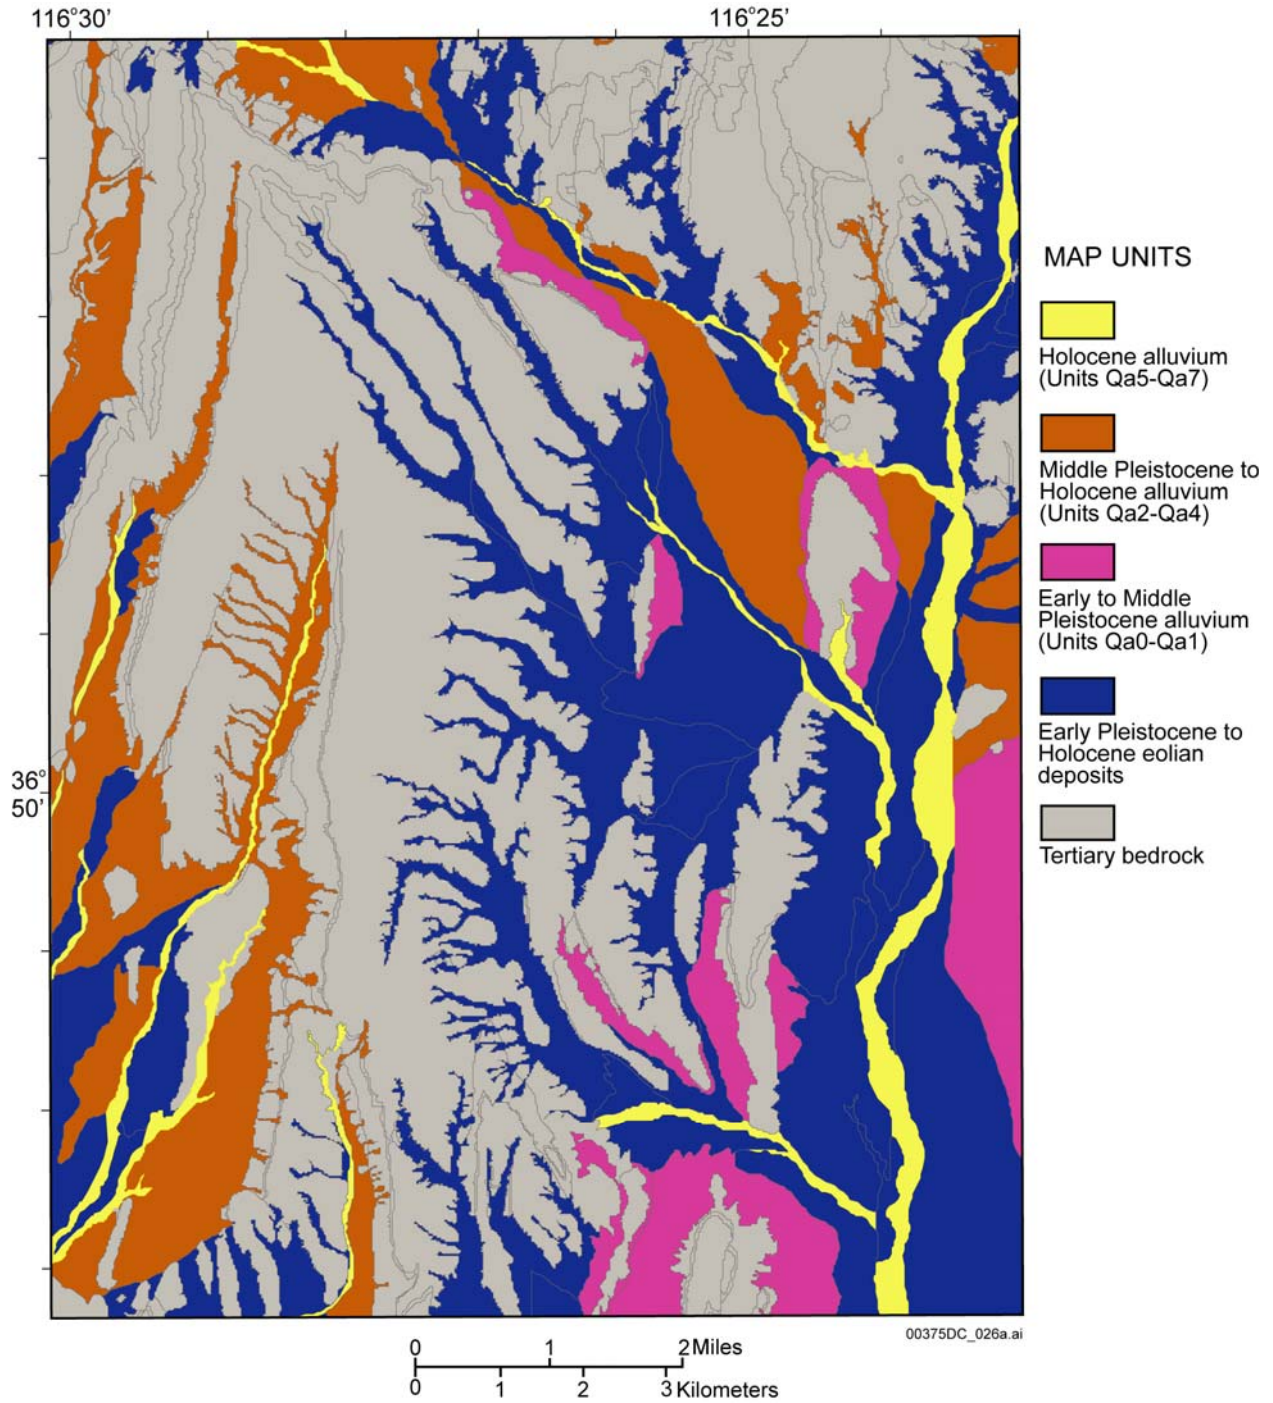 116°30’
116°25’
MAP UNITS
Holocene alluvium
(Units Qa5-Qa7)
Middle Pleistocene to
Holocene alluvium
(Units Qa2-Qa4)
Early to Middle
Pleistocene alluvium
(Units Qa0-Qa1)
Early Pleistocene to
Holocene eolian
deposits
Tertiary bedrock
36°
50’
00375DC_026a.ai
0 1 2 Miles
0 1 2 3 Kilometers